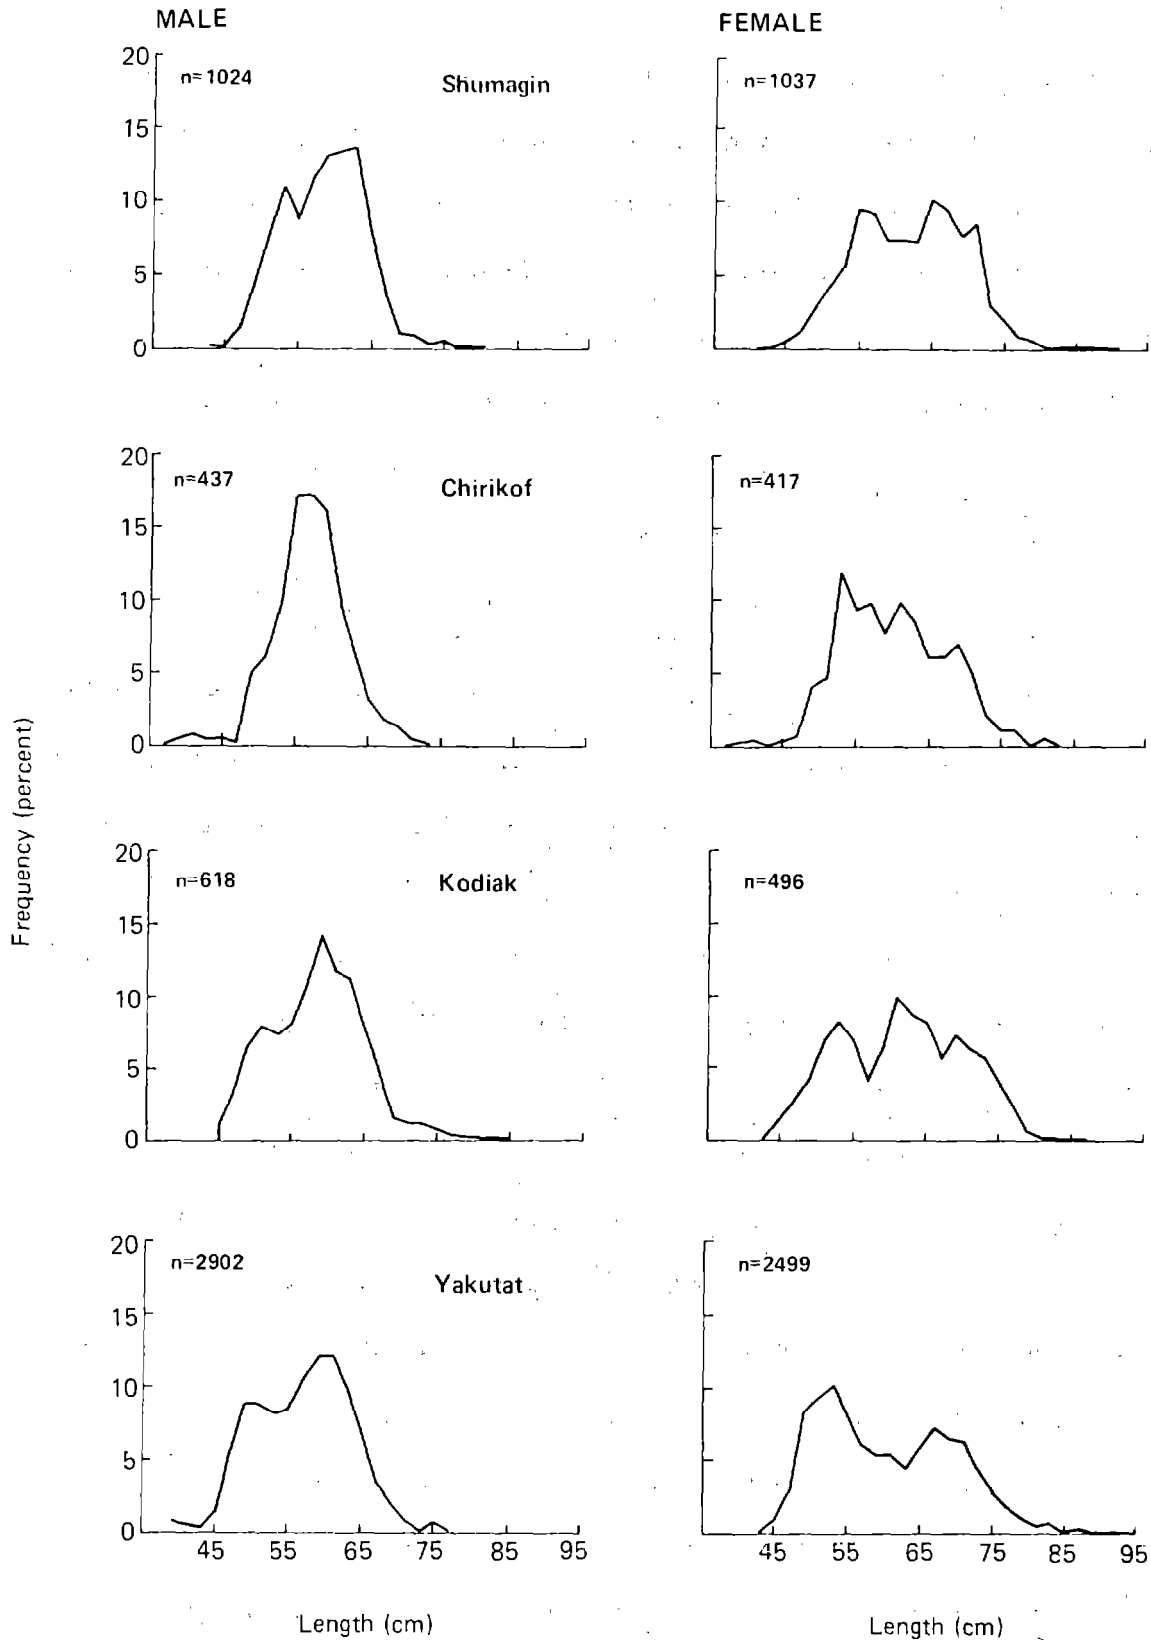 MALE
FEMALE
20
15
10
5
0
n=1024
Shumagin
n=1037
20
15
10
5
0
n=437
Chirikof
n=417
20
15
10
5
0
n=618
Kodiak
n=496
20
15
10
5
0
n=2902
Yakutat
n=2499
Frequency (percent)
45 55 65 75 85 95
45 55 65 75 85 95
Length (cm)
Length (cm)